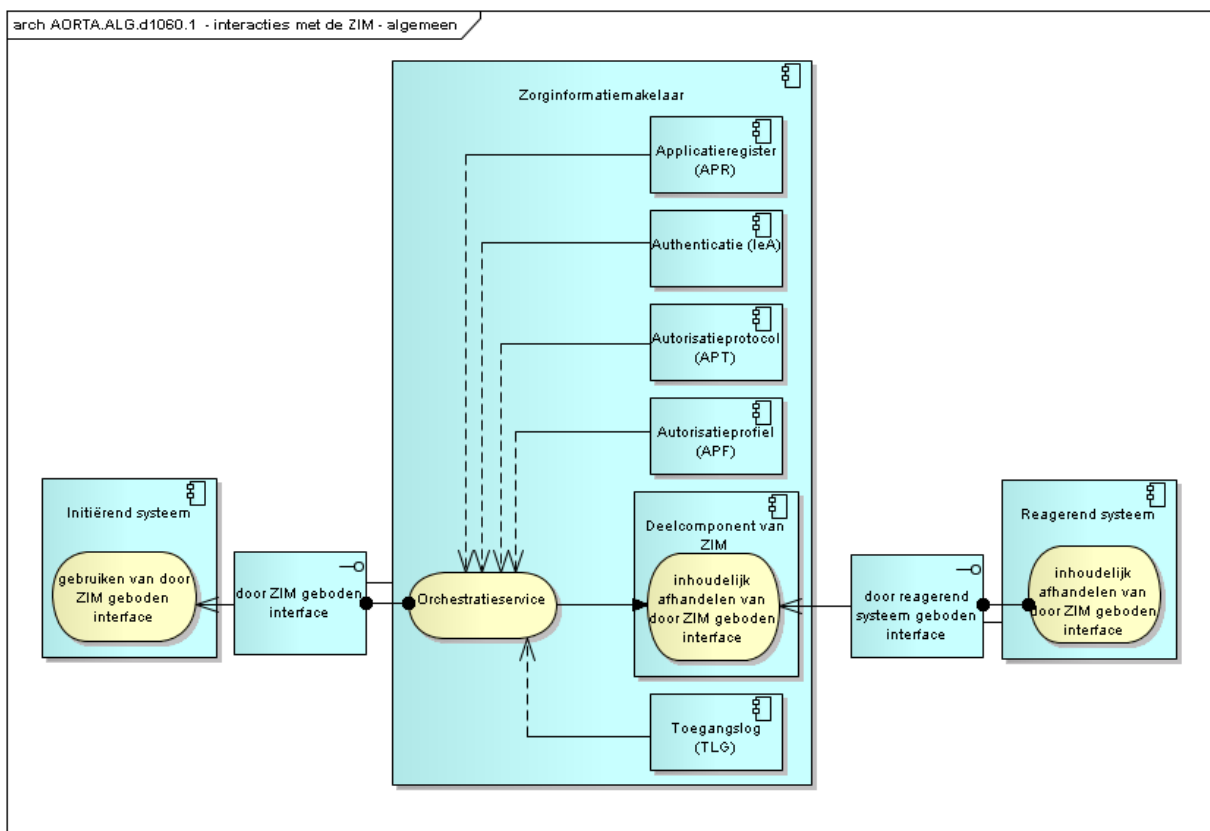 arch AORTA.ALG.d1060.1 - interacties met de ZIM - algemeen
Zorginformatiemakelaar
Applicatieregister
(APR)
Authenticatie (IeA)
Autorisatieprotocol
(APT)
Autorisatieprofiel
(APF)
Initiërend systeem
gebruiken van door
ZIM geboden
interface
door ZIM geboden
interface
Orchestratieservice
Deelcomponent van
ZIM
inhoudelijk
afhandelen van
door ZIM geboden
interface
door reagerend
systeem geboden
interface
Reagerend systeem
inhoudelijk
afhandelen van
door ZIM geboden
interface
Toegangslog
(TLG)